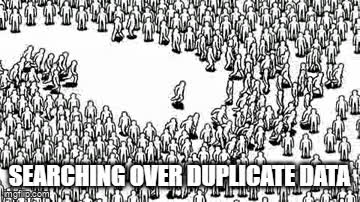 SEARCHING OVER DUPLICATE DATA
imgflip.com